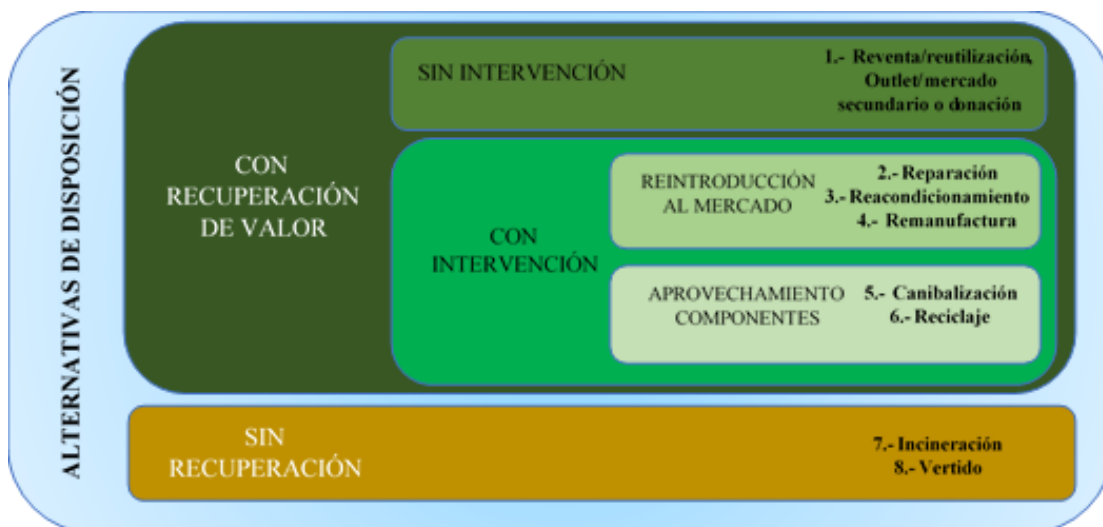 ALTERNATIVAS DE DISPOSICIÓN
CON
RECUPERACIÓN
DE VALOR
SIN INTERVENCIÓN
1.- Reventa/reutilización,
Outlet/mercado
secundario o donación
CON
INTERVENCIÓN
REINTRODUCCIÓN
AL MERCADO
2.- Reparación
3.-Reacondicionamiento
4.- Remanufactura
APROVECHAMIENTO
COMPONENTES
5.- Canibalización
6.- Reciclaje
SIN
RECUPERACIÓN
7.- Incineración
8.- Vertido